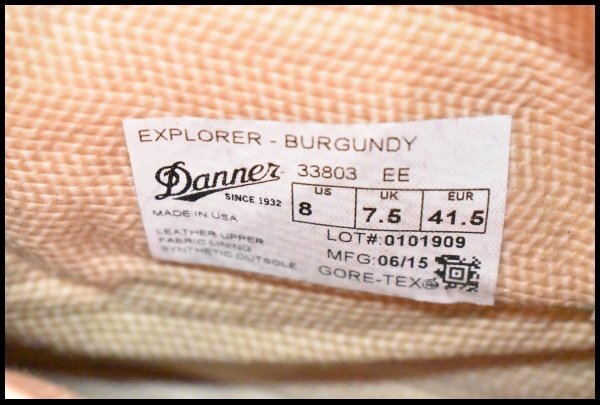 EXPLORER - BURGUNDY
Danner 33803 EE
SINCE 1932
US UK EUR
8 7.5 41.5
MADE IN USA
LOT#:0101909
LEATHER UPPER
FABRIC LINING
SYNTHETIC OUTSOLE
MFG:06/15
GORE-TEX®